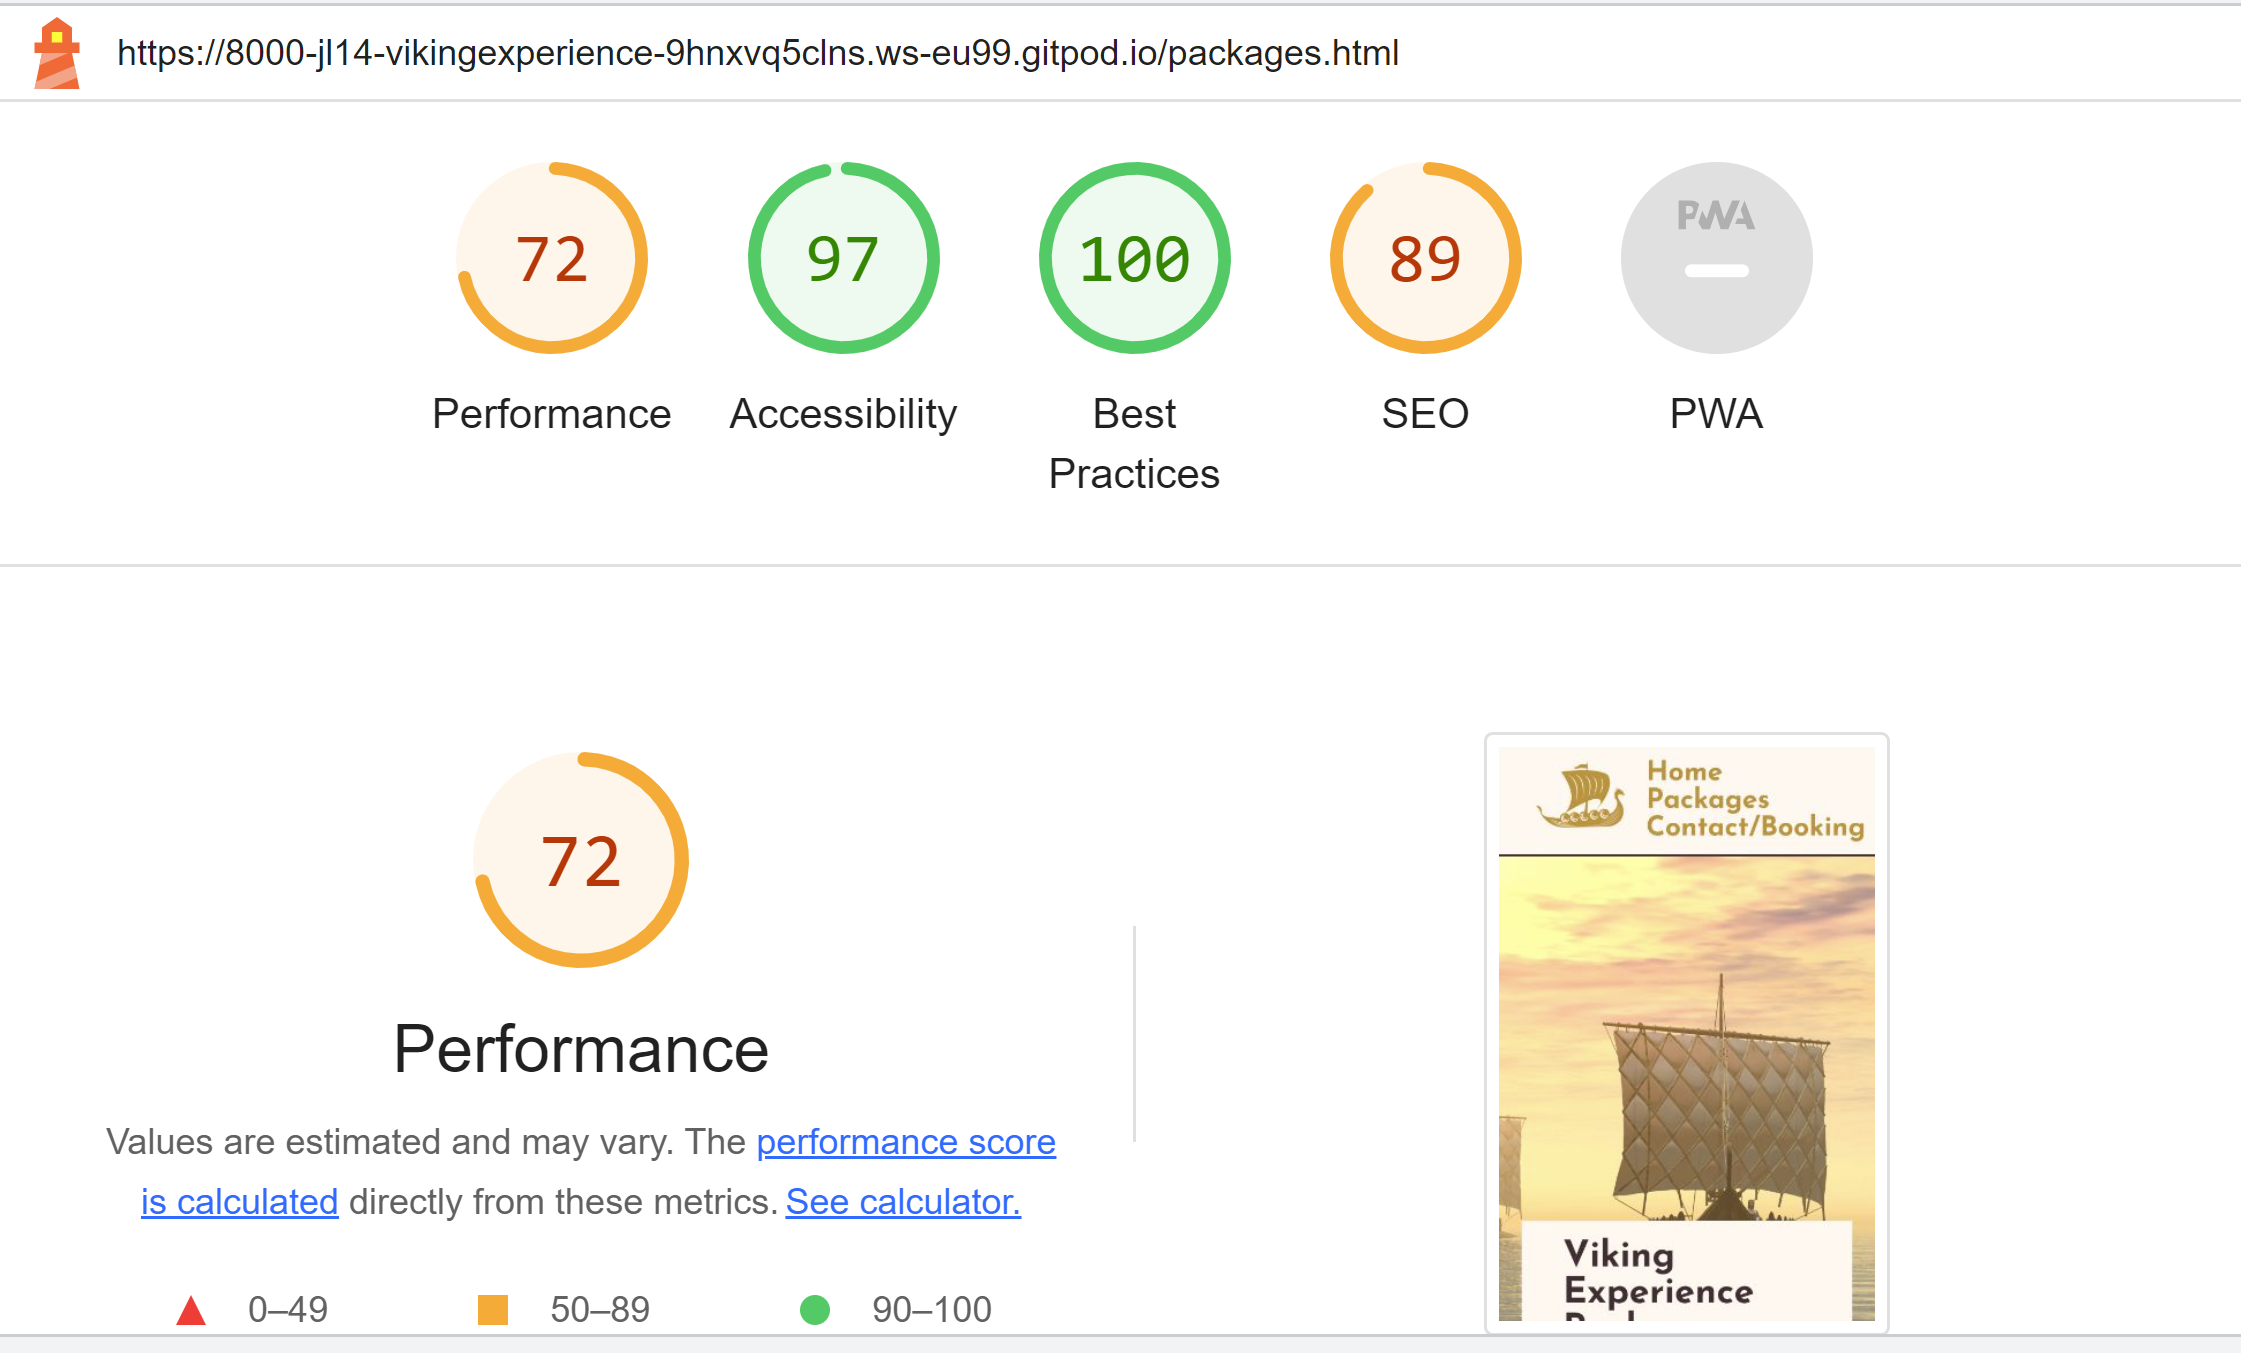 https://8000-jl14-vikingexperience-9hnxvq5clns.ws-eu99.gitpod.io/packages.html
72
97
100
89
PWA
Performance
Accessibility
Best
Practices
SEO
PWA
72
Performance
Values are estimated and may vary. The performance score
is calculated directly from these metrics. See calculator.
0–49
50–89
90–100
Home
Packages
Contact/Booking
Viking
Experience